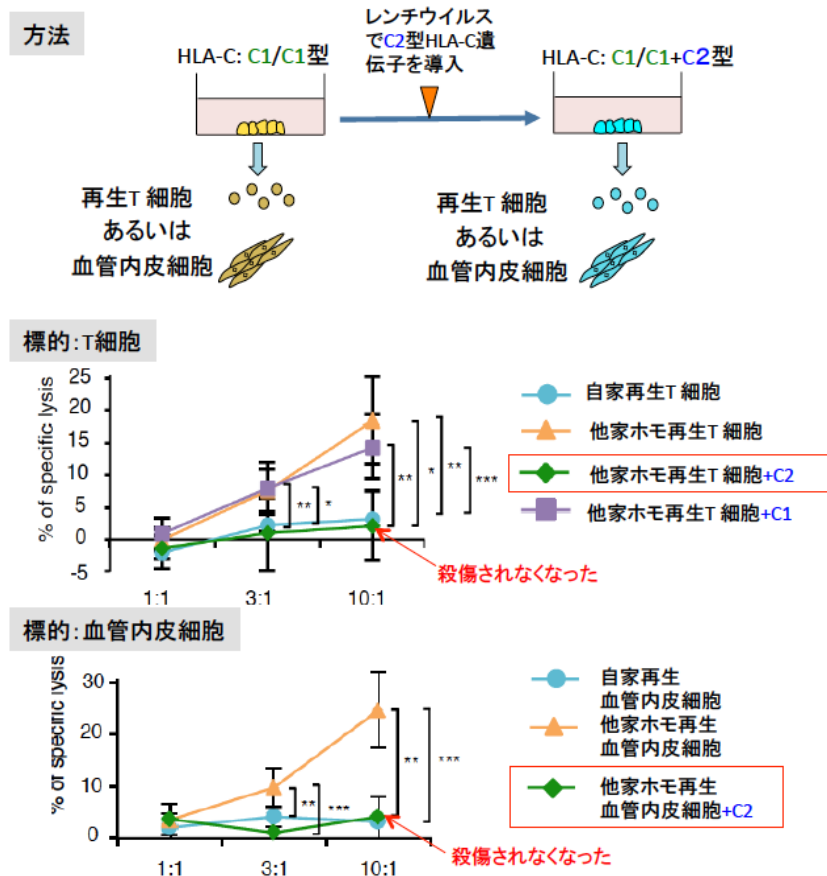 方法
レンチウイルス
でC2型HLA-C遺
伝子を導入
HLA-C: C1/C1型
HLA-C: C1/C1+C2型
再生T 細胞
あるいは
血管内皮細胞
再生T 細胞
あるいは
血管内皮細胞
標的:T細胞
% of specific lysis
25
20
15
10
5
0
-5
1:1
3:1
10:1
**
*
**
*
**
***
自家再生T 細胞
他家ホモ再生T 細胞
他家ホモ再生T 細胞+C2
他家ホモ再生T 細胞+C1
殺傷されなくなった
標的:血管内皮細胞
% of specific lysis
30
20
10
0
1:1
3:1
10:1
**
***
**
***
自家再生
血管内皮細胞
他家ホモ再生
血管内皮細胞
他家ホモ再生
血管内皮細胞+C2
殺傷されなくなった